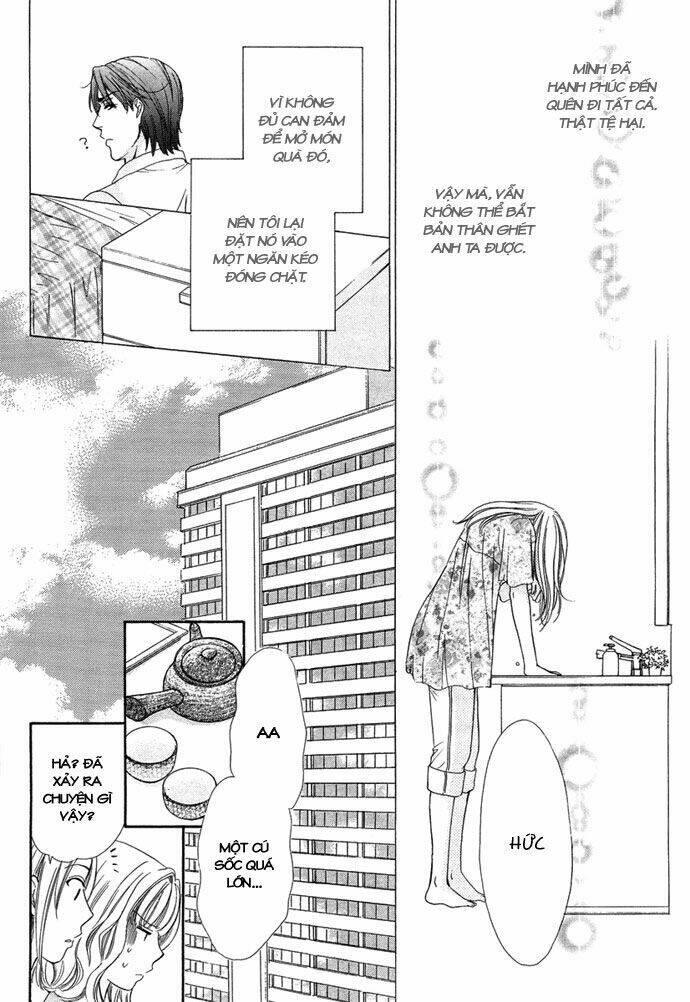 MÌNH ĐÃ
HẠNH PHÚC ĐẾN
QUÊN ĐI TẤT CẢ.
THẬT TỆ HẠI.
VẬY MÀ, VẪN
KHÔNG THỂ BẮT
BẢN THÂN GHÉT
ANH TA ĐƯỢC.
HỨC
VÌ KHÔNG
ĐỦ CAN ĐẢM
ĐỂ MỞ MÓN
QUÀ ĐÓ,
NÊN TÔI LẠI
ĐẶT NÓ VÀO
MỘT NGĂN KÉO
ĐÓNG CHẶT.
?
AA
MỘT CÚ
SỐC QUÁ
LỚN...
HẢ? ĐÃ
XẢY RA
CHUYỆN GÌ
VẬY?